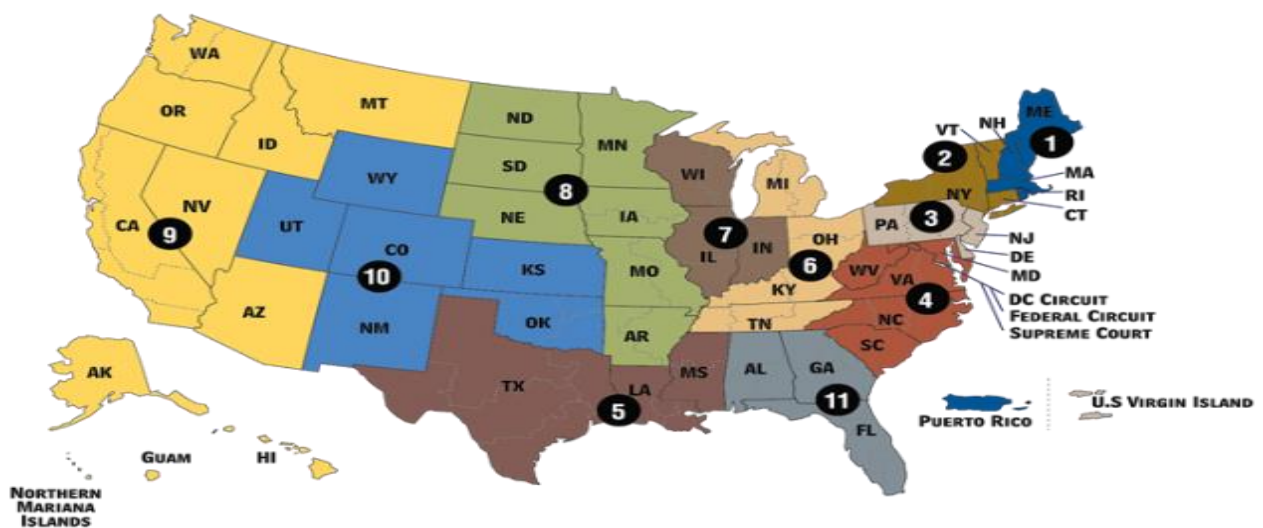 WA
OR
ID
MT
ND
MN
SD
WY
NE
IA
WI
MI
VT
NH
ME
1
2
MA
NY
RI
CT
PA
3
NJ
DE
MD
DC CIRCUIT
FEDERAL CIRCUIT
SUPREME COURT
CA
NV
9
UT
CO
10
KS
8
MO
7
IL
IN
OH
6
KY
WV
VA
4
NC
TN
SC
AZ
NM
OK
AR
TX
LA
5
MS
AL
GA
11
FL
AK
GUAM
HI
NORTHERN
MARIANA
ISLANDS
PUERTO RICO
U.S VIRGIN ISLAND